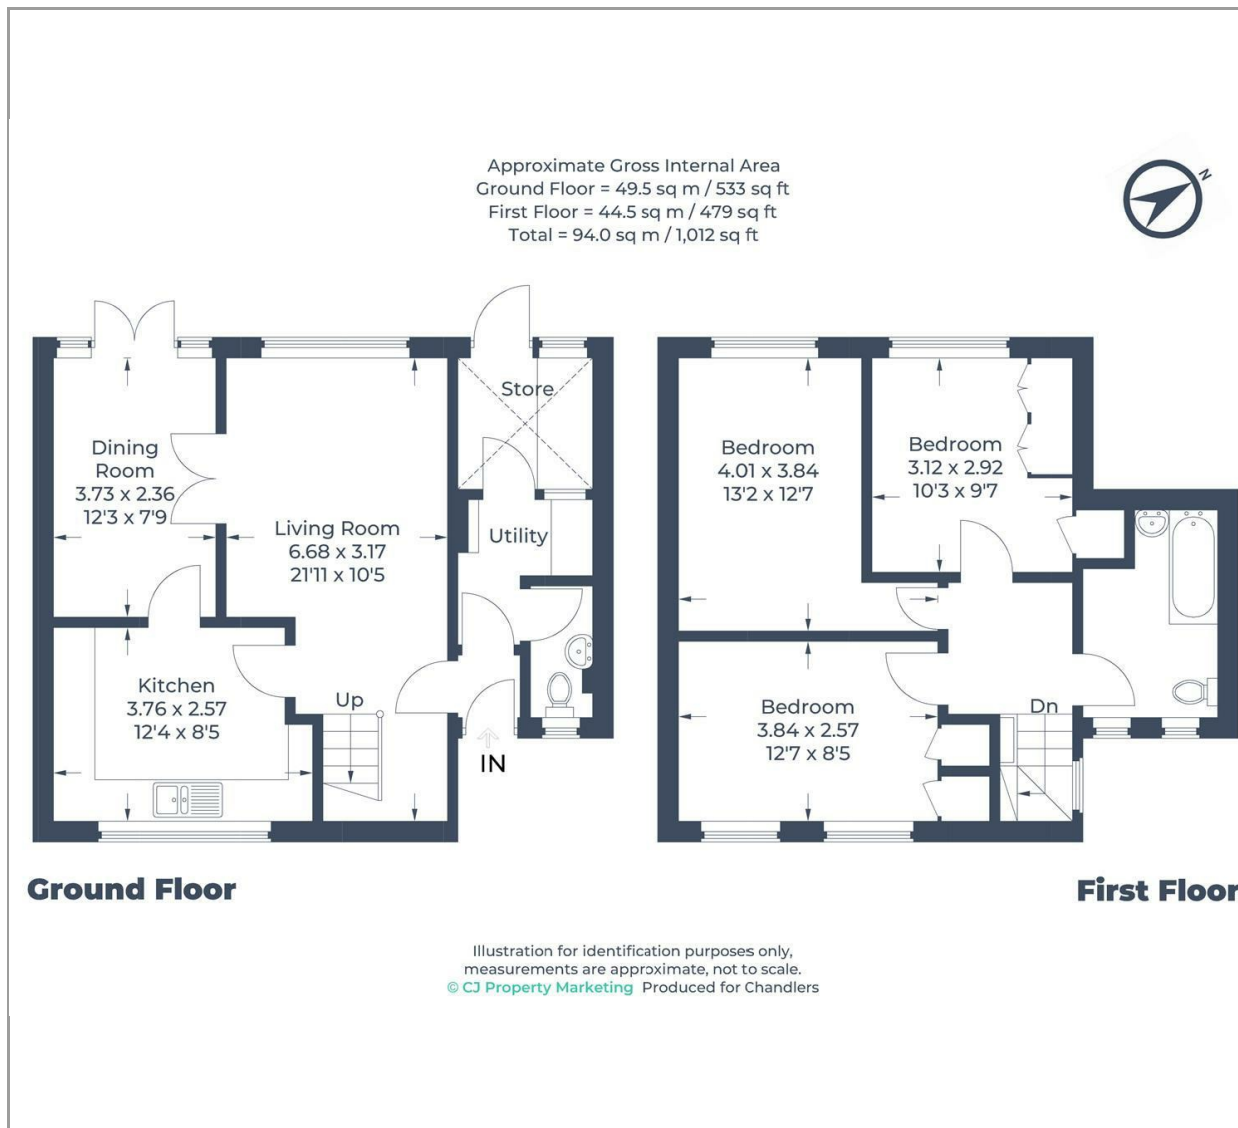 Approximate Gross Internal Area
Ground Floor = 49.5 sq m / 533 sq ft
First Floor = 44.5 sq m / 479 sq ft
Total = 94.0 sq m / 1,012 sq ft
N
Store
Dining
Room
3.73 x 2.36
12'3 x 7'9
Living Room
6.68 x 3.17
21'11 x 10'5
Utility
Kitchen
3.76 x 2.57
12'4 x 8'5
Up
IN
Bedroom
4.01 x 3.84
13'2 x 12'7
Bedroom
3.12 x 2.92
10'3 x 9'7
Bedroom
3.84 x 2.57
12'7 x 8'5
Dn
Ground Floor
First Floor
Illustration for identification purposes only,
measurements are approximate, not to scale.
© CJ Property Marketing Produced for Chandlers